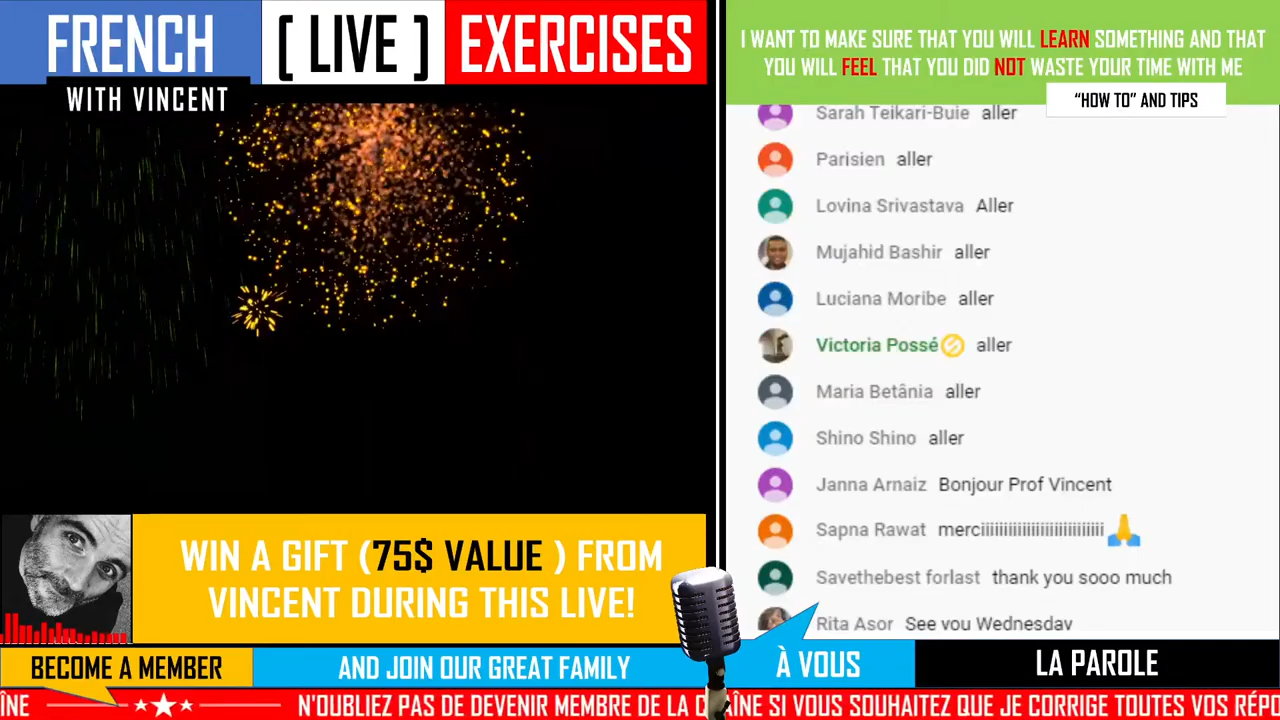 FRENCH
[ LIVE ]
EXERCISES
WITH VINCENT
I WANT TO MAKE SURE THAT YOU WILL LEARN SOMETHING AND THAT
YOU WILL FEEL THAT YOU DID NOT WASTE YOUR TIME WITH ME
“HOW TO” AND TIPS
Sarah Teikari-Buie aller
Parisien aller
Lovina Srivastava Aller
Mujahid Bashir aller
Luciana Moribe aller
Victoria Possé aller
Maria Betânia aller
Shino Shino aller
Janna Arnaiz Bonjour Prof Vincent
Sapna Rawat merciiiiiiiiiiiiiiiiiiiiiiiiiii 🙏
Savethebest forlast thank you sooo much
Rita Asor See you Wednesday
WIN A GIFT (75$ VALUE ) FROM
VINCENT DURING THIS LIVE!
BECOME A MEMBER
AND JOIN OUR GREAT FAMILY
À VOUS
LA PAROLE
ÎNE
N'OUBLIEZ PAS DE DEVENIR MEMBRE DE LA C AÎNE SI VOUS SOUHAITEZ QUE JE CORRIGE TOUTES VOS RÉPO